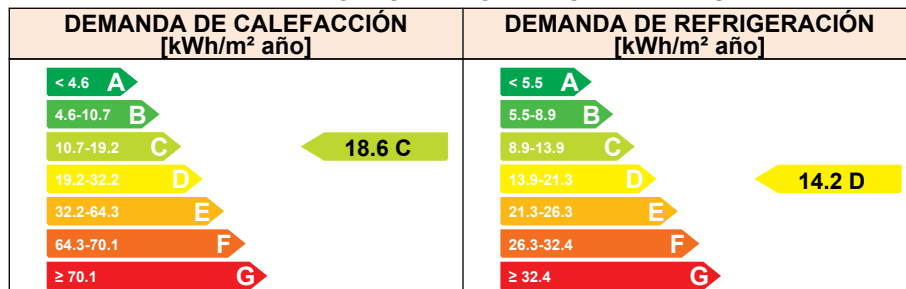 DEMANDA DE CALEFACCIÓN
[kWh/m² año]
< 4.6 A
4.6-10.7 B
10.7-19.2 C
18.6 C
19.2-32.2 D
32.2-64.3 E
64.3-70.1 F
≥ 70.1 G
DEMANDA DE REFRIGERACIÓN
[kWh/m² año]
< 5.5 A
5.5-8.9 B
8.9-13.9 C
13.9-21.3 D
14.2 D
21.3-26.3 E
26.3-32.4 F
≥ 32.4 G